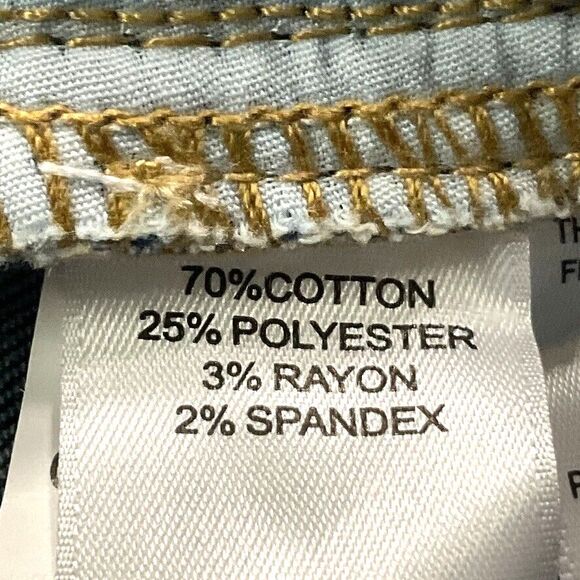 70%COTTON
25% POLYESTER
3% RAYON
2% SPANDEX